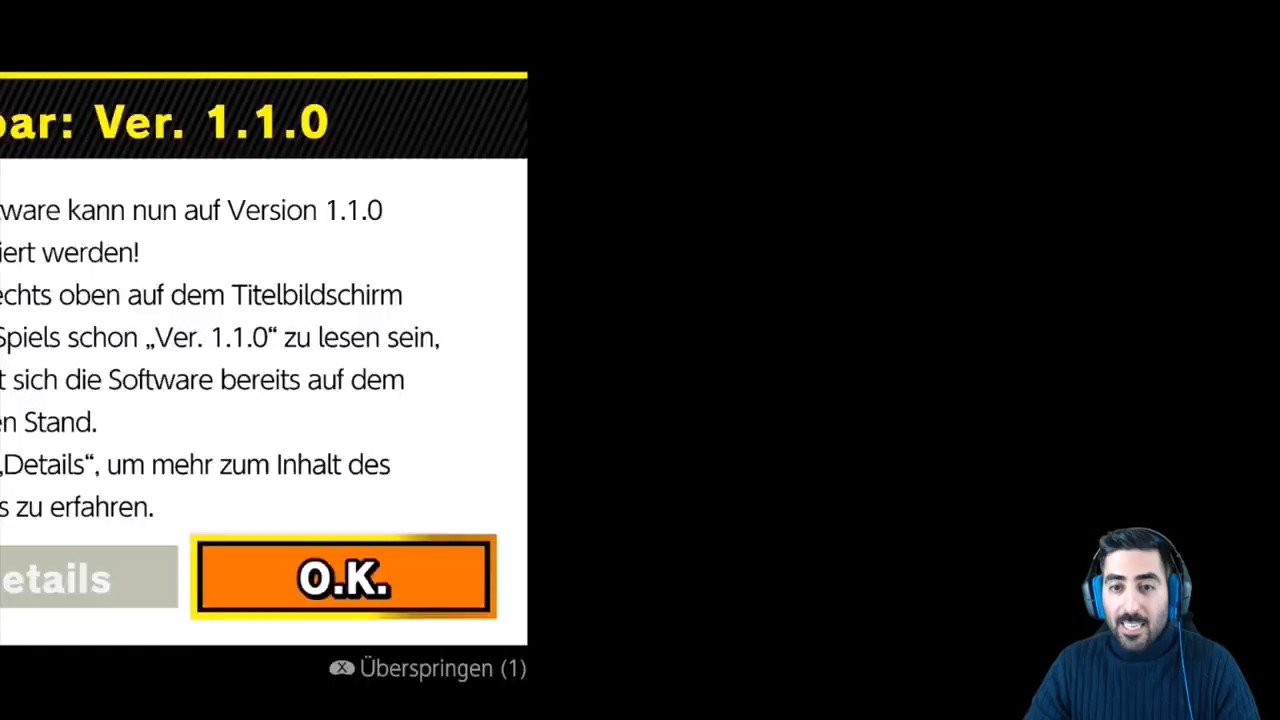 bar: Ver. 1.1.0
tware kann nun auf Version 1.1.0
iert werden!
echts oben auf dem Titelbildschirm
Spiels schon „Ver. 1.1.0“ zu lesen sein,
t sich die Software bereits auf dem
en Stand.
„Details“, um mehr zum Inhalt des
s zu erfahren.
etails
O.K.
X Überspringen (1)